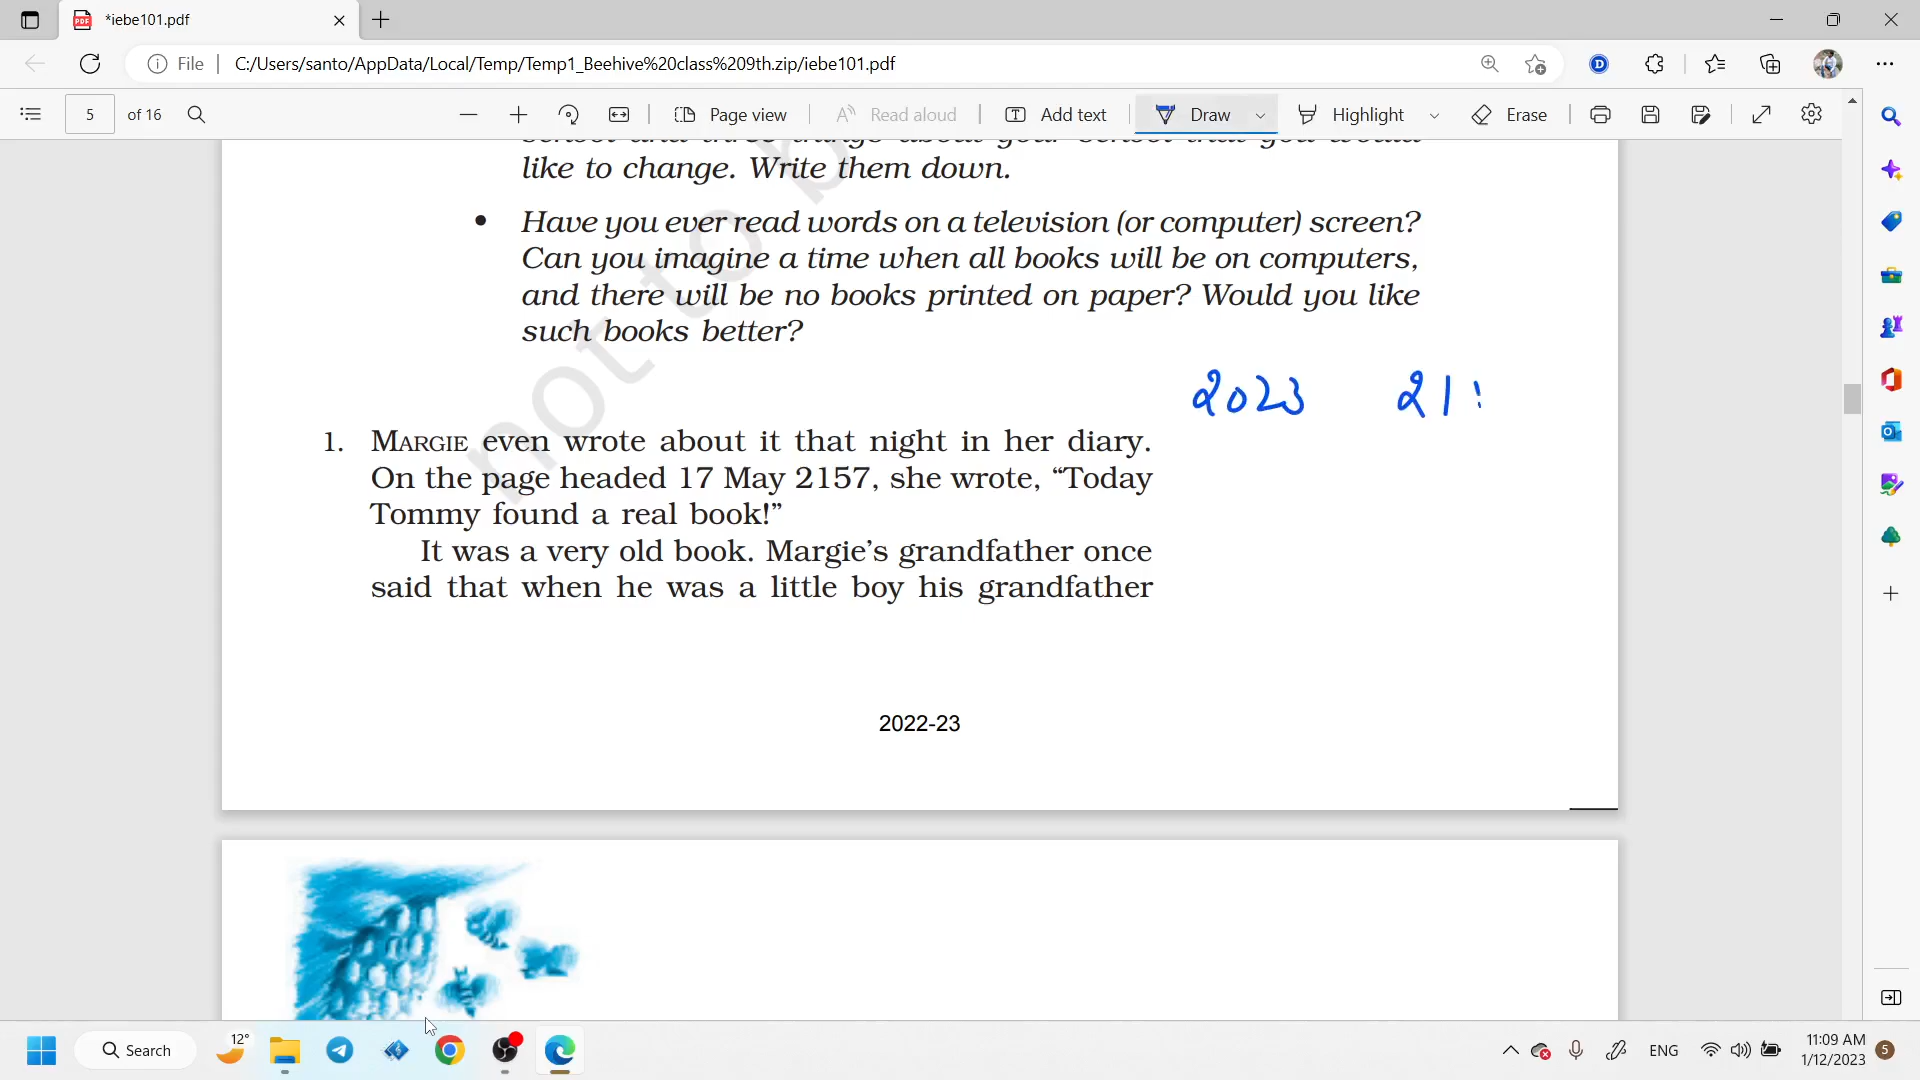 *iebe101.pdf
File C:/Users/santo/AppData/Local/Temp/Temp1_Beehive%20class%209th.zip/iebe101.pdf
5 of 16 Page view Read aloud Add text Draw Highlight Erase
like to change. Write them down.
• Have you ever read words on a television (or computer) screen?
Can you imagine a time when all books will be on computers,
and there will be no books printed on paper? Would you like
such books better?
not to b
2023 21
1. MARGIE even wrote about it that night in her diary.
On the page headed 17 May 2157, she wrote, “Today
Tommy found a real book!”
It was a very old book. Margie’s grandfather once
said that when he was a little boy his grandfather
2022-23
Search 12° ENG 11:09 AM
1/12/2023 5